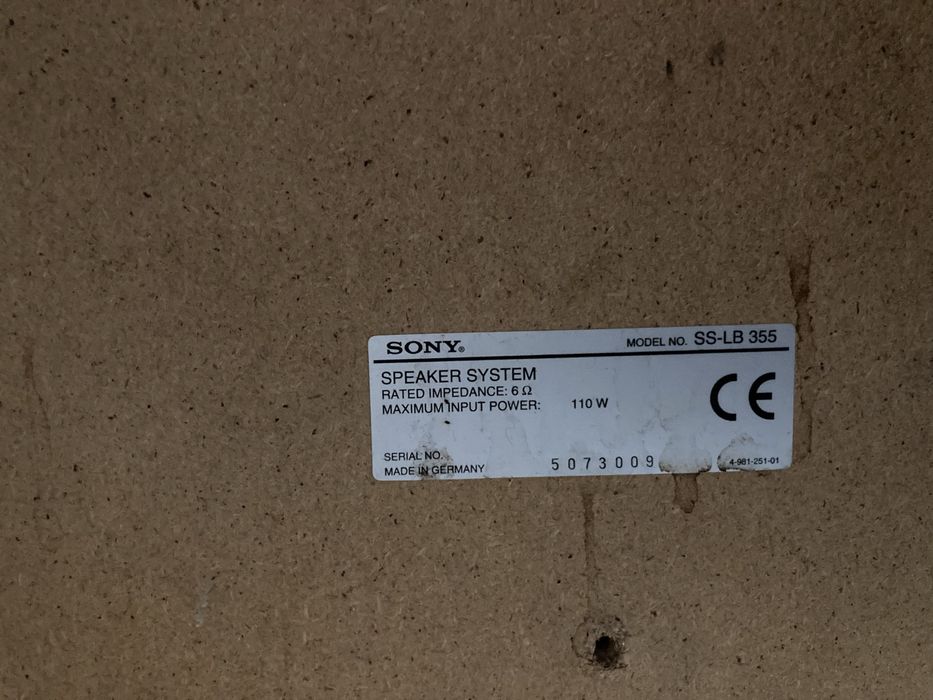 SONY® MODEL NO. SS-LB 355
SPEAKER SYSTEM
RATED IMPEDANCE: 6 Ω
MAXIMUM INPUT POWER: 110 W
CE
SERIAL NO.
MADE IN GERMANY 5073009 4-981-251-01